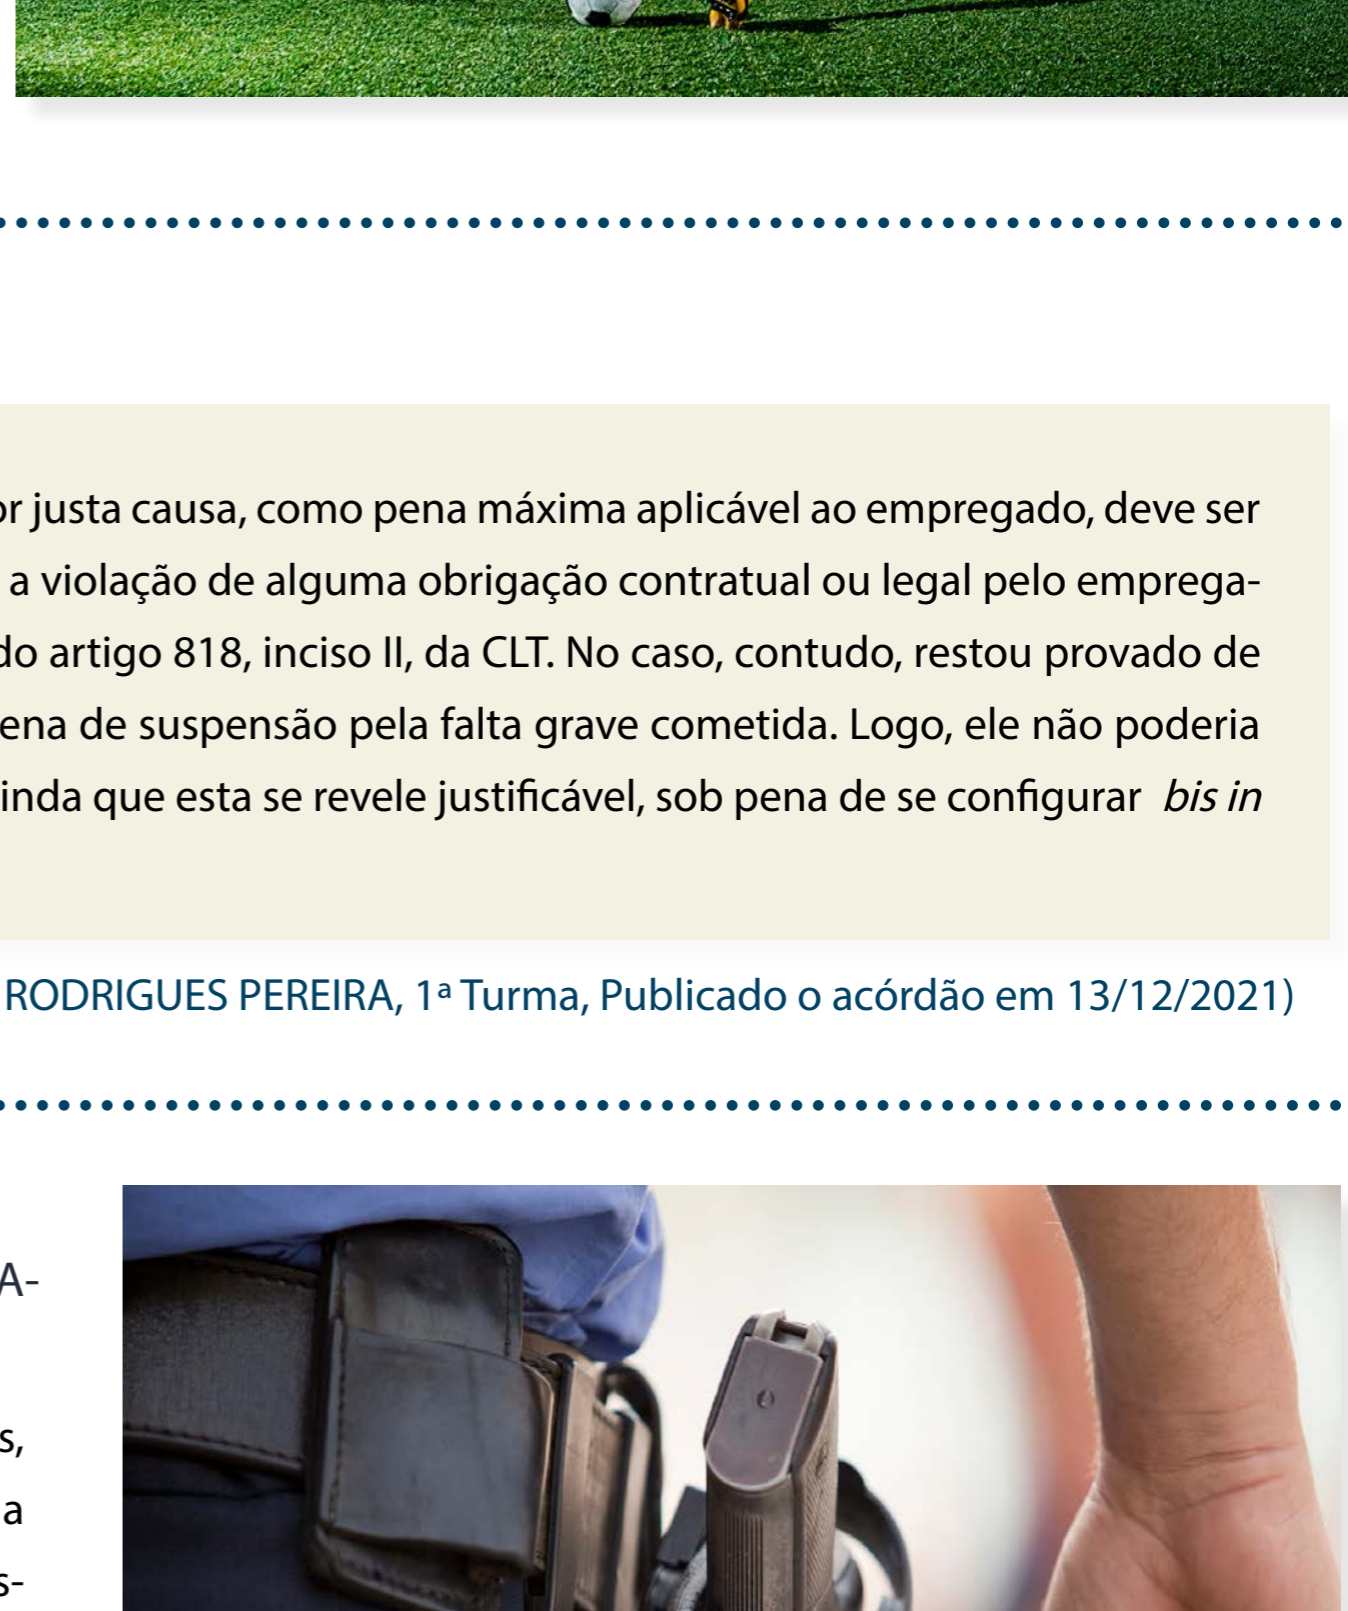 or justa causa, como pena máxima aplicável ao empregado, deve ser
a violação de alguma obrigação contratual ou legal pelo emprega-
do artigo 818, inciso II, da CLT. No caso, contudo, restou provado de
ena de suspensão pela falta grave cometida. Logo, ele não poderia
inda que esta se revele justificável, sob pena de se configurar bis in
RODRIGUES PEREIRA, 1ª Turma, Publicado o acórdão em 13/12/2021)
A-
s,
a
s-